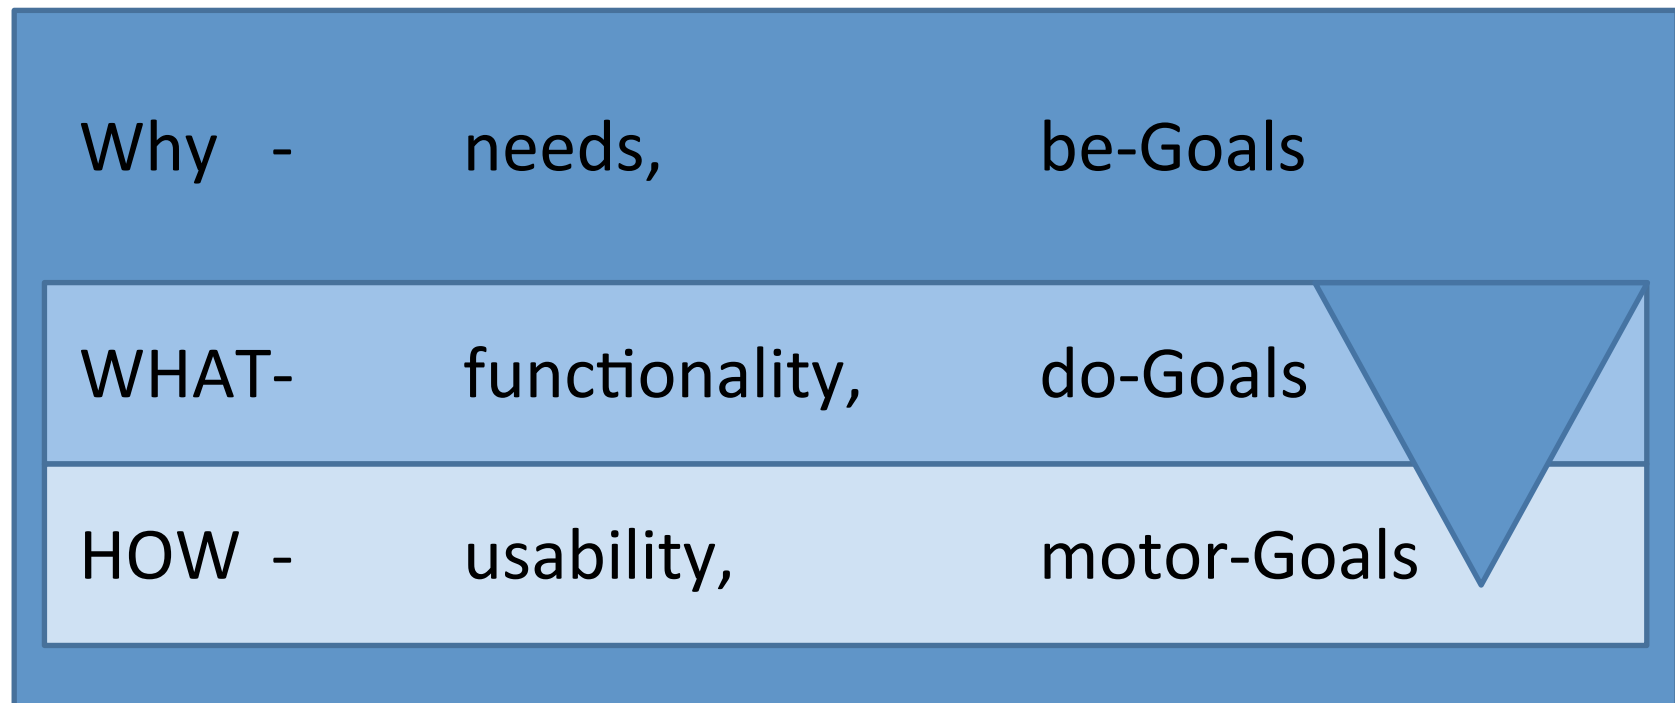 Why - needs, be-Goals
WHAT- functionality, do-Goals
HOW - usability, motor-Goals